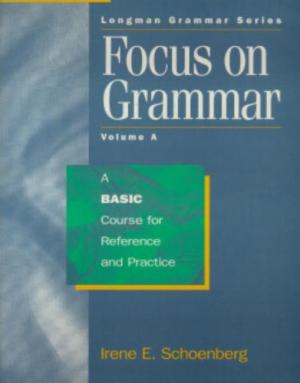 Longman Grammar Series
Focus on
Grammar
Volume A
A
BASIC
Course for
Reference
and Practice
Irene E. Schoenberg